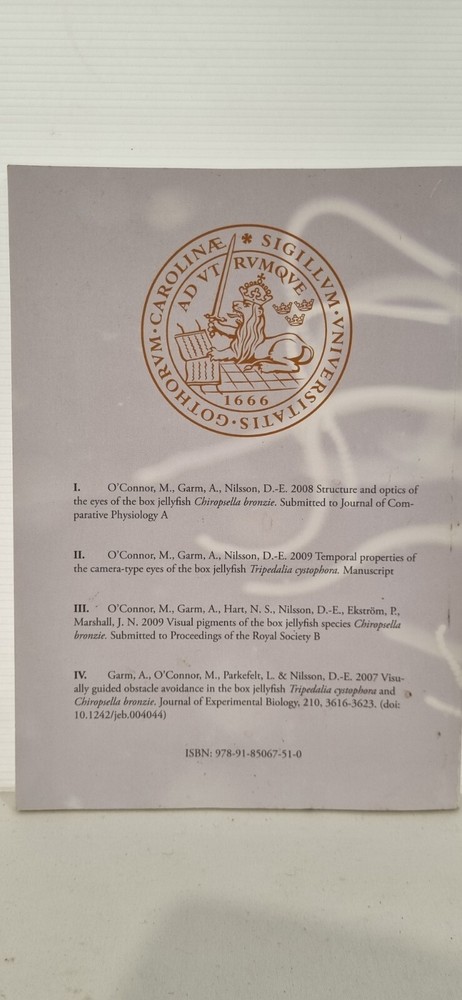 SIGILLVM · VNIVERSITATIS · GOTHORVM · CAROLINÆ *
AD VTRVMQVE
1666
I. O'Connor, M., Garm, A., Nilsson, D.-E. 2008 Structure and optics of
the eyes of the box jellyfish Chiropsella bronzie. Submitted to Journal of Com-
parative Physiology A
II. O'Connor, M., Garm, A., Nilsson, D.-E. 2009 Temporal properties of
the camera-type eyes of the box jellyfish Tripedalia cystophora. Manuscript
III. O'Connor, M., Garm, A., Hart, N. S., Nilsson, D.-E., Ekström, P.,
Marshall, J. N. 2009 Visual pigments of the box jellyfish species Chiropsella
bronzie. Submitted to Proceedings of the Royal Society B
IV. Garm, A., O'Connor, M., Parkefelt, L. & Nilsson, D.-E. 2007 Visu-
ally guided obstacle avoidance in the box jellyfish Tripedalia cystophora and
Chiropsella bronzie. Journal of Experimental Biology, 210, 3616-3623. (doi:
10.1242/jeb.004044)
ISBN: 978-91-85067-51-0